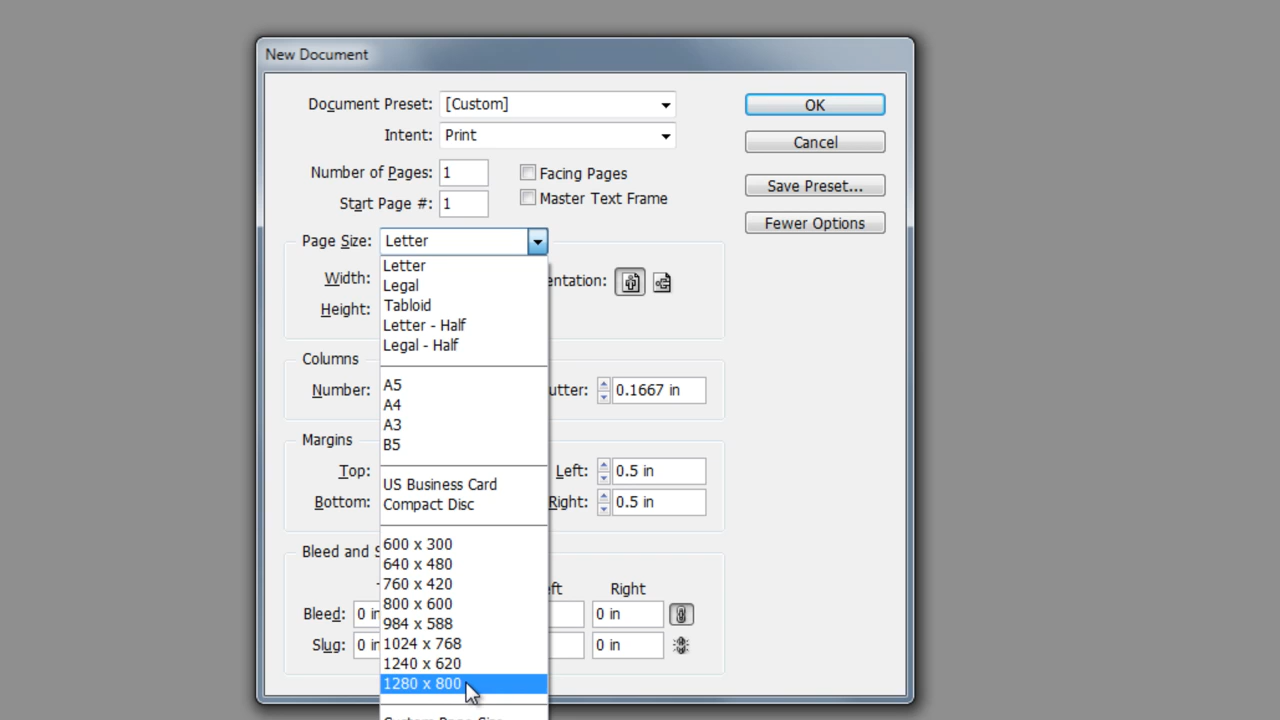 New Document
Document Preset: [Custom]
OK
Intent: Print
Cancel
Number of Pages: 1
Facing Pages
Save Preset...
Start Page #: 1
Master Text Frame
Fewer Options
Page Size: Letter
Letter
Legal
Tabloid
Letter - Half
Legal - Half
A5
A4
A3
B5
US Business Card
Compact Disc
600 x 300
640 x 480
760 x 420
800 x 600
984 x 588
1024 x 768
1240 x 620
1280 x 800
Width:
entation:
Height:
Columns
Number:
utter: 0.1667 in
Margins
Top:
Left: 0.5 in
Bottom:
Right: 0.5 in
Bleed and S
ft
Right
Bleed: 0 in
0 in
Slug: 0 in
0 in